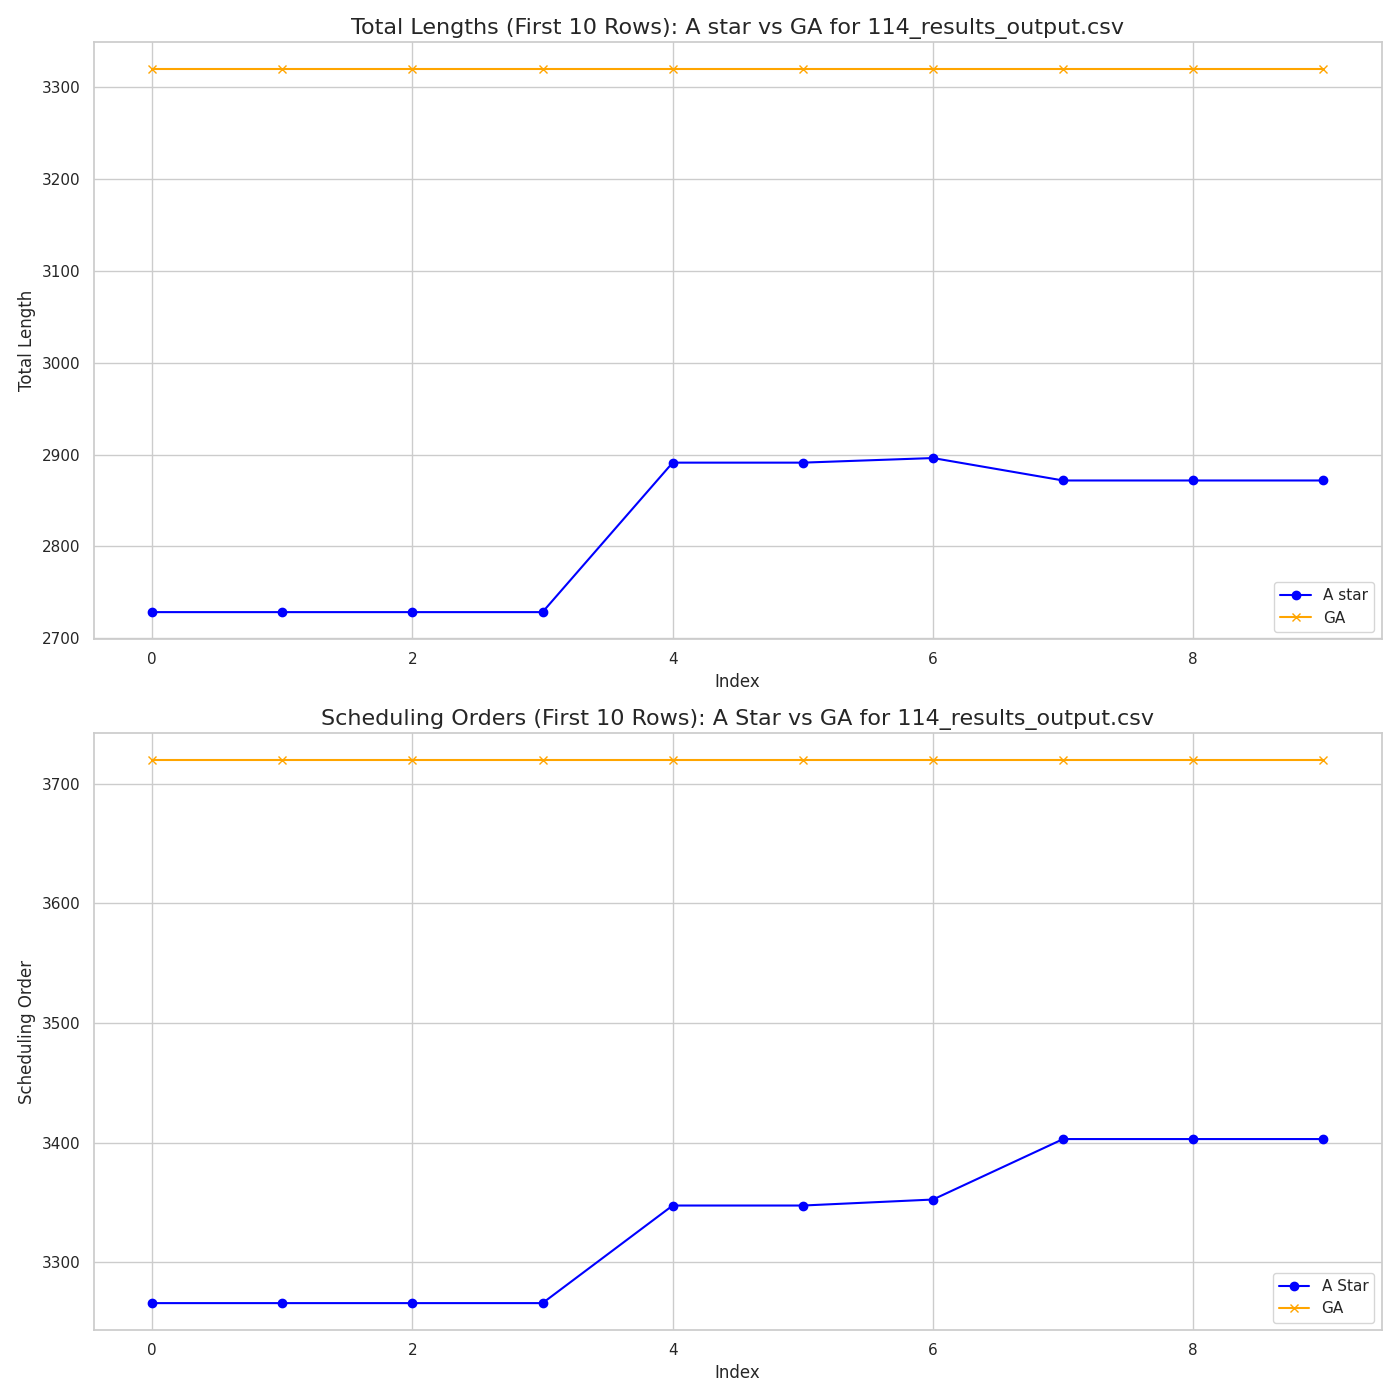 Total Lengths (First 10 Rows): A star vs GA for 114_results_output.csv
3300
3200
3100
3000
2900
2800
2700
Total Length
A star
GA
0 2 4 6 8
Index
Scheduling Orders (First 10 Rows): A Star vs GA for 114_results_output.csv
3700
3600
3500
3400
3300
Scheduling Order
A Star
GA
0 2 4 6 8
Index